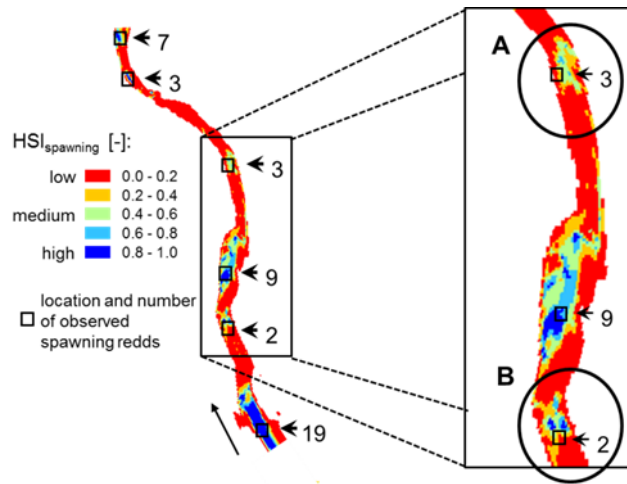 7
3
HSIspawning [-]:
low 0.0 - 0.2
0.2 - 0.4
medium 0.4 - 0.6
0.6 - 0.8
high 0.8 - 1.0
location and number
of observed
spawning redds
3
9
2
19
A
3
9
B
2